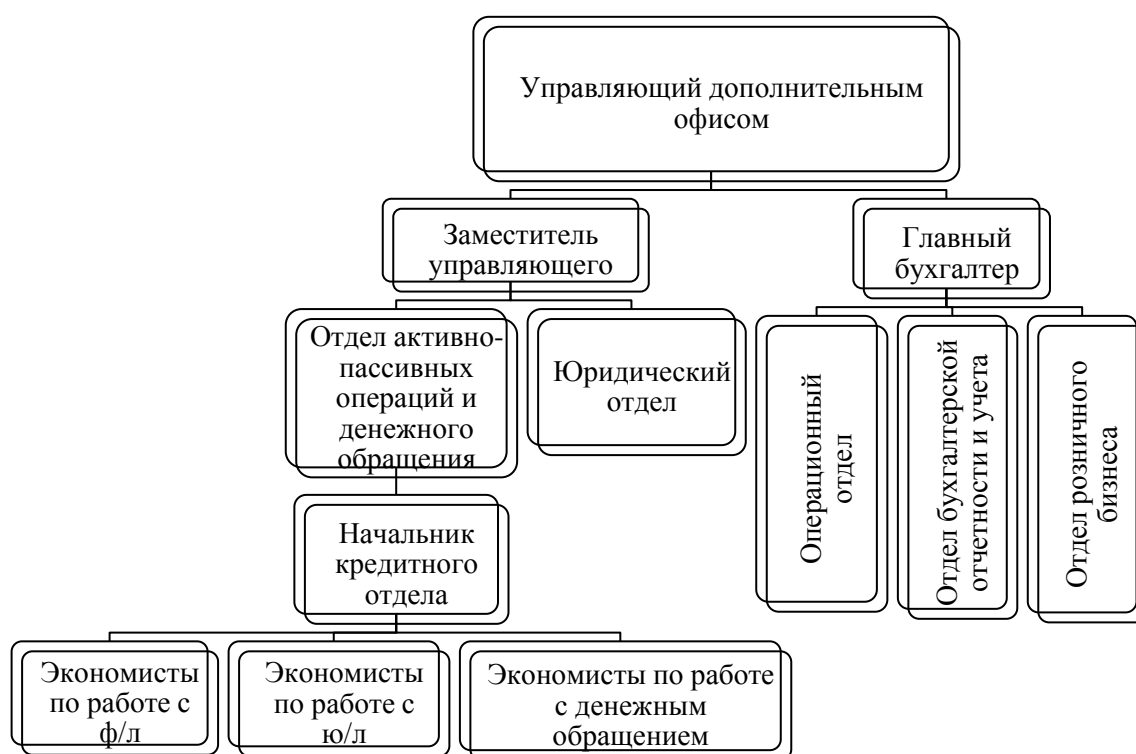 Управляющий дополнительным
офисом
Заместитель
управляющего
Главный
бухгалтер
Отдел активно-
пассивных
операций и
денежного
обращения
Юридический
отдел
Операционный
отдел
Отдел бухгалтерской
отчетности и учета
Отдел розничного
бизнеса
Начальник
кредитного
отдела
Экономисты
по работе с
ф/л
Экономисты
по работе с
ю/л
Экономисты по работе
с денежным
обращением